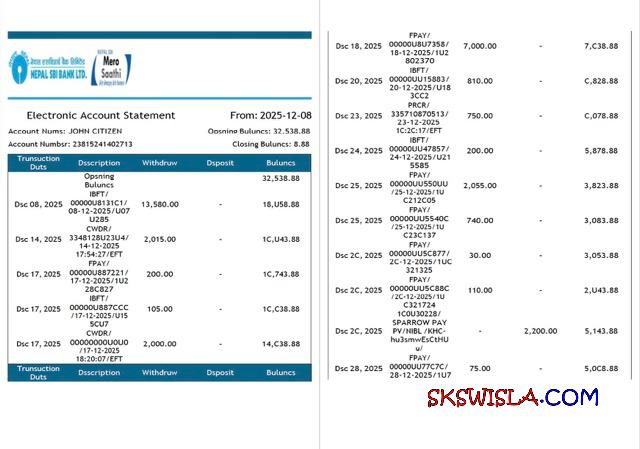 नेपाल एसबिआई बैंक लिमिटेड
NEPAL SBI BANK LTD.
NEPAL SBI
Mero
Saathi
Electronic Account Statement
From: 2025-12-08
Account Nums: JOHN CITIZEN
Opsning Buluncs: 32.538.88
Account Numbsr: 23815241402713
Closing Buluncs: 8.88
Trunsuction Duts Dsscription Withdruw Dsposit Buluncs
Opsning
Buluncs
32,538.88
IBFT/
Dsc 08, 2025 00000U8131C1/ 13,580.00 - 18,U58.88
08-12-2025/U07
U285
CWDR/
Dsc 14, 2025 3348128U23U4/ 2,015.00 - 1C,U43.88
14-12-2025
17:54:27/EFT
FPAY/
Dsc 17, 2025 00000U887221/ 200.00 - 1C,743.88
17-12-2025/1U2
28C827
IBFT/
Dsc 17, 2025 00000U887CCC 105.00 - 1C,C38.88
/17-12-2025/U15
5CU7
CWDR/
Dsc 17, 2025 00000000U0U0 2,000.00 - 14,C38.88
/17-12-2025
18:20:07/EFT
Trunsuction Duts Dsscription Withdruw Dsposit Buluncs
FPAY/
Dsc 18, 2025 00000U8U7358/ 7,000.00 - 7,C38.88
18-12-2025/1U2
802370
IBFT/
Dsc 20, 2025 00000UU15883/ 810.00 - C,828.88
20-12-2025/U18
3CC2
PRCR/
Dsc 23, 2025 335710870513/ 750.00 - C,078.88
23-12-2025
1C:2C:17/EFT
IBFT/
Dsc 24, 2025 00000UU47857/ 200.00 - 5,878.88
24-12-2025/U21
5585
FPAY/
Dsc 25, 2025 00000UU550UU 2,055.00 - 3,823.88
/25-12-2025/1U
C212C05
FPAY/
Dsc 25, 2025 00000UU5540C 740.00 - 3,083.88
/25-12-2025/1U
C23C137
FPAY/
Dsc 2C, 2025 00000UU5C877/ 30.00 - 3,053.88
2C-12-2025/1UC
321325
FPAY/
Dsc 2C, 2025 00000UU5C88C 110.00 - 2,U43.88
/2C-12-2025/1U
C321724
1C0U30228/
SPARROW PAY
Dsc 2C, 2025 PV/NIBL /KHC- - 2,200.00 5,143.88
hu3smwEsCtHU
u/
FPAY/
Dsc 28, 2025 00000UU77C7C/ 75.00 - 5,0C8.88
28-12-2025/1U7
SKSWISLA.COM